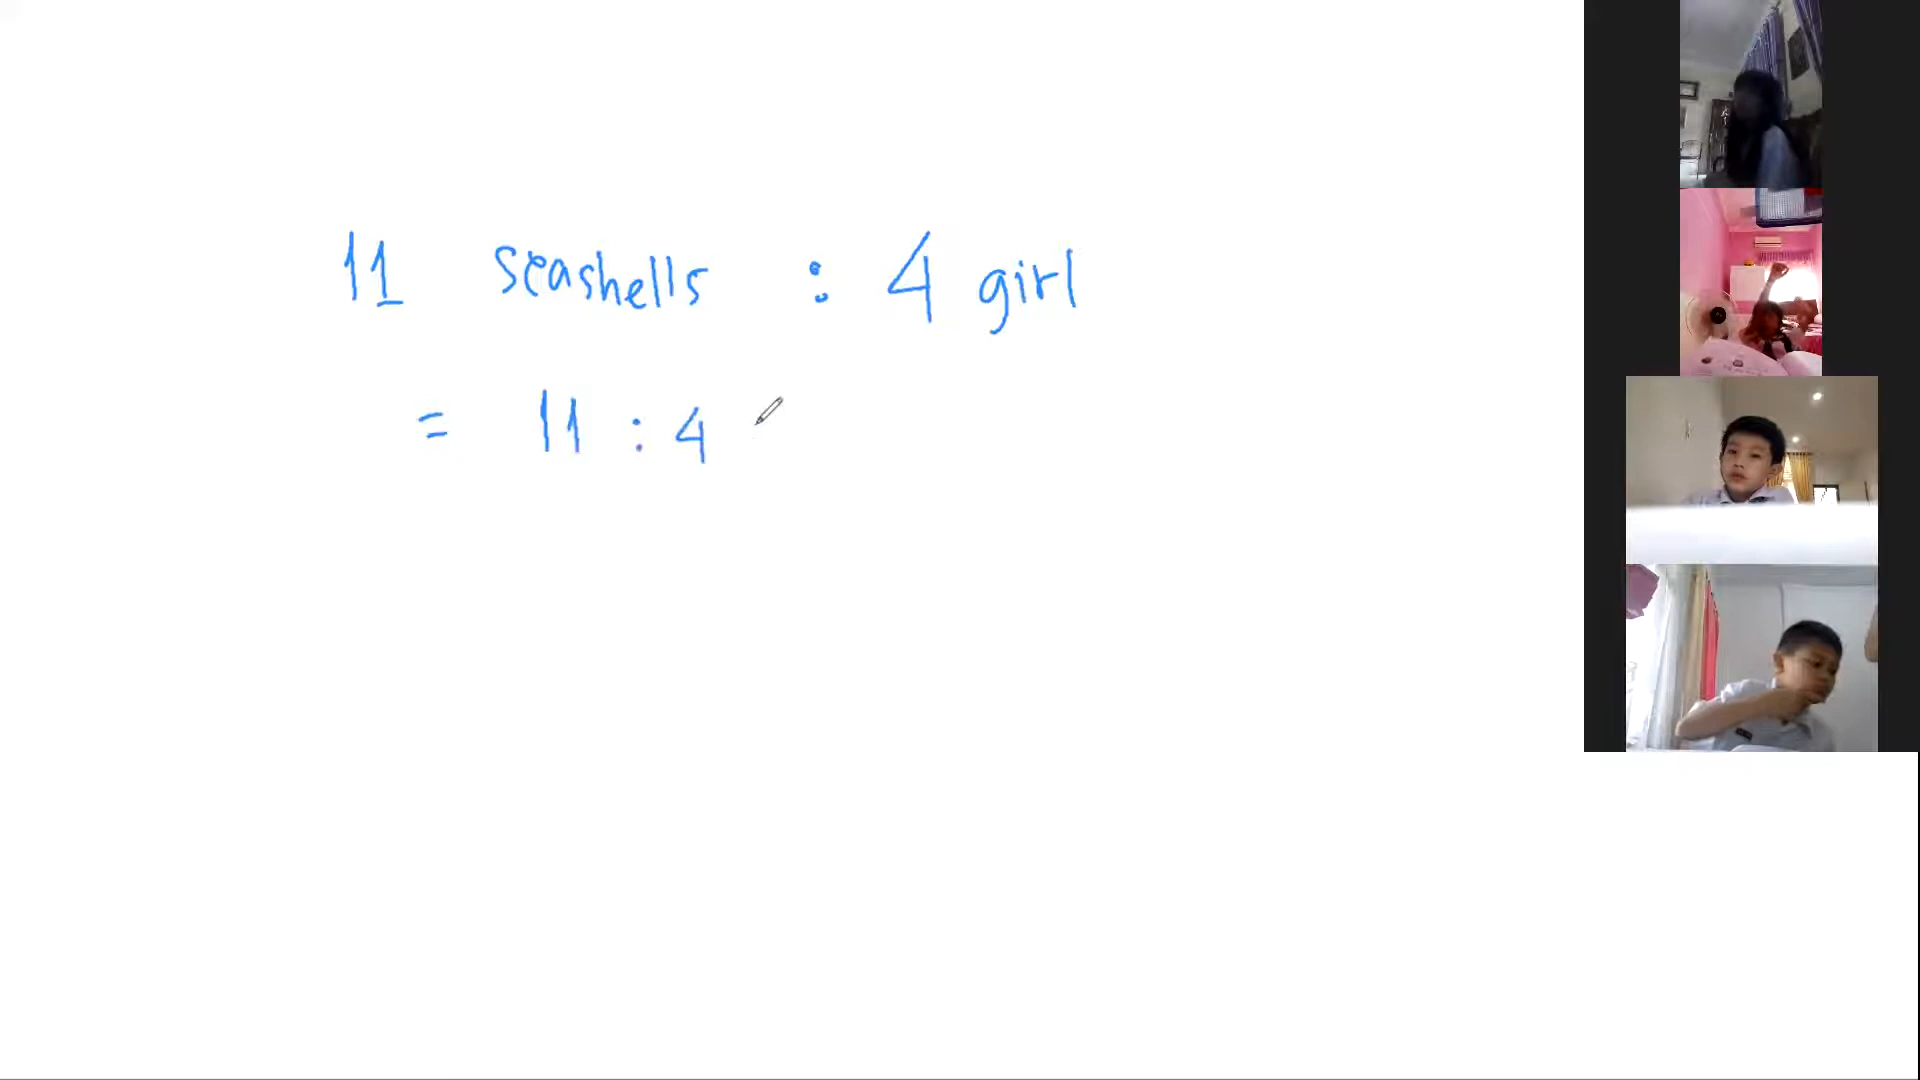 11 seashells : 4 girl
= 11 : 4